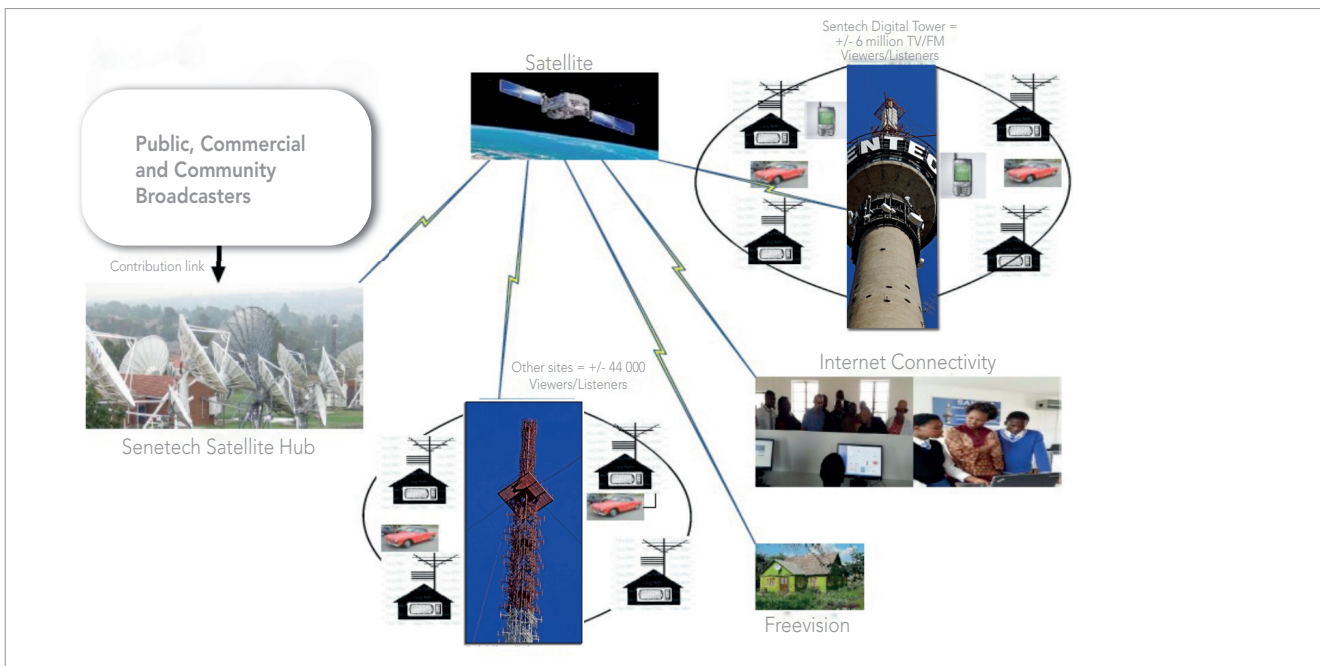 Sentech Digital Tower =
+/- 6 million TV/FM
Viewers/Listeners
Satellite
Public, Commercial
and Community
Broadcasters
ENTEC
Contribution link
Internet Connectivity
Other sites = +/- 44 000
Viewers/Listeners
Senetech Satellite Hub
Freevision